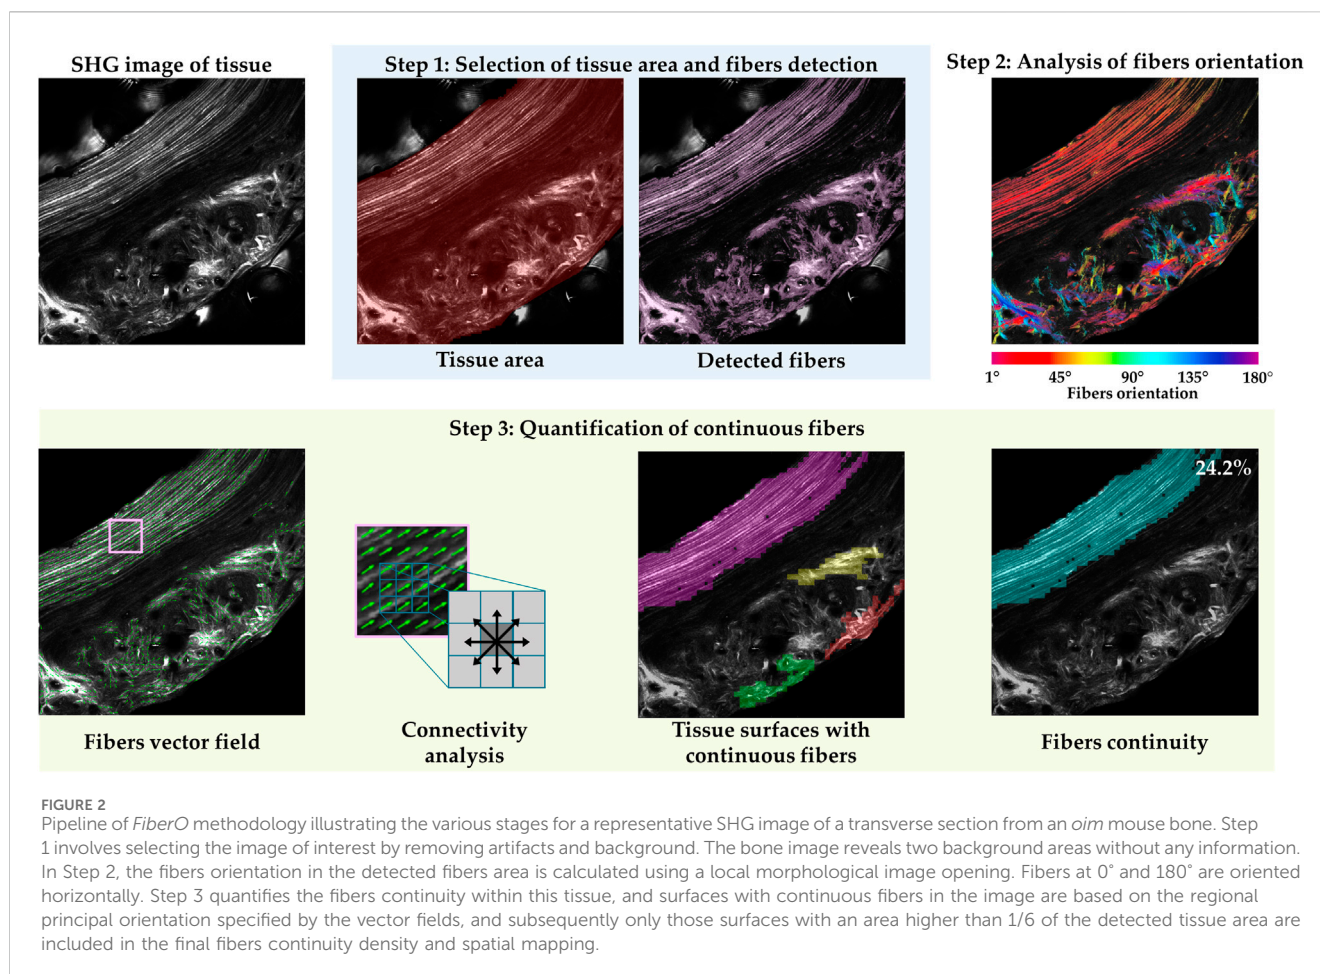 SHG image of tissue
Step 1: Selection of tissue area and fibers detection
Step 2: Analysis of fibers orientation
Tissue area
Detected fibers
1° 45° 90° 135° 180°
Fibers orientation
Step 3: Quantification of continuous fibers
24.2%
Fibers vector field
Connectivity
analysis
Tissue surfaces with
continuous fibers
Fibers continuity
FIGURE 2
Pipeline of FiberO methodology illustrating the various stages for a representative SHG image of a transverse section from an oim mouse bone. Step
1 involves selecting the image of interest by removing artifacts and background. The bone image reveals two background areas without any information.
In Step 2, the fibers orientation in the detected fibers area is calculated using a local morphological image opening. Fibers at 0° and 180° are oriented
horizontally. Step 3 quantifies the fibers continuity within this tissue, and surfaces with continuous fibers in the image are based on the regional
principal orientation specified by the vector fields, and subsequently only those surfaces with an area higher than 1/6 of the detected tissue area are
included in the final fibers continuity density and spatial mapping.